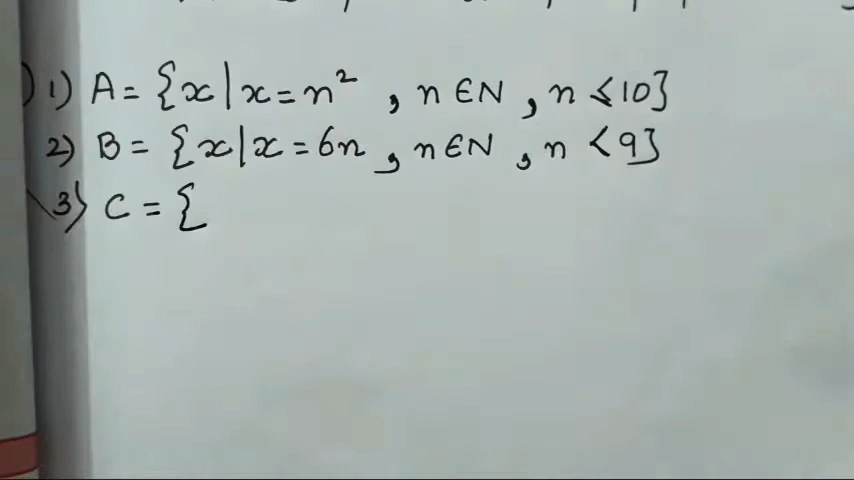 1) A = {x|x = n², n ∈ N, n ≤ 10}
2) B = {x|x = 6n, n ∈ N, n < 9}
3) C = {